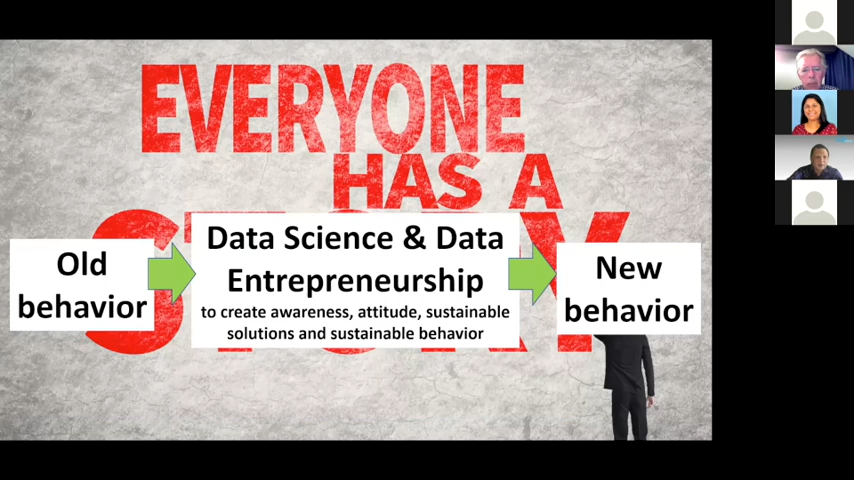 EVERYONE
HAS A
STORY
Old
behavior
Data Science & Data
Entrepreneurship
to create awareness, attitude, sustainable
solutions and sustainable behavior
New
behavior